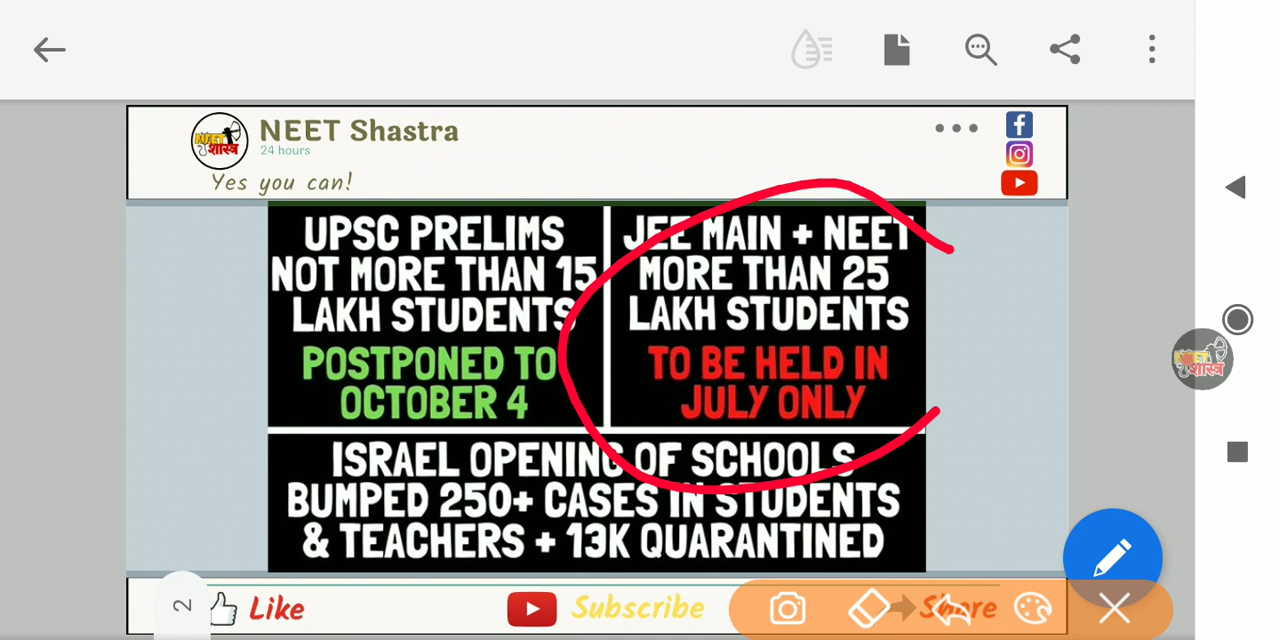 NEET Shastra
24 hours
Yes you can!
NEET
शास्त्र
UPSC PRELIMS
NOT MORE THAN 15
LAKH STUDENTS
POSTPONED TO
OCTOBER 4
JEE MAIN + NEET
MORE THAN 25
LAKH STUDENTS
TO BE HELD IN
JULY ONLY
ISRAEL OPENING OF SCHOOLS
BUMPED 250+ CASES IN STUDENTS
& TEACHERS + 13K QUARANTINED
NEET
शास्त्र
2
Like
Subscribe
Share